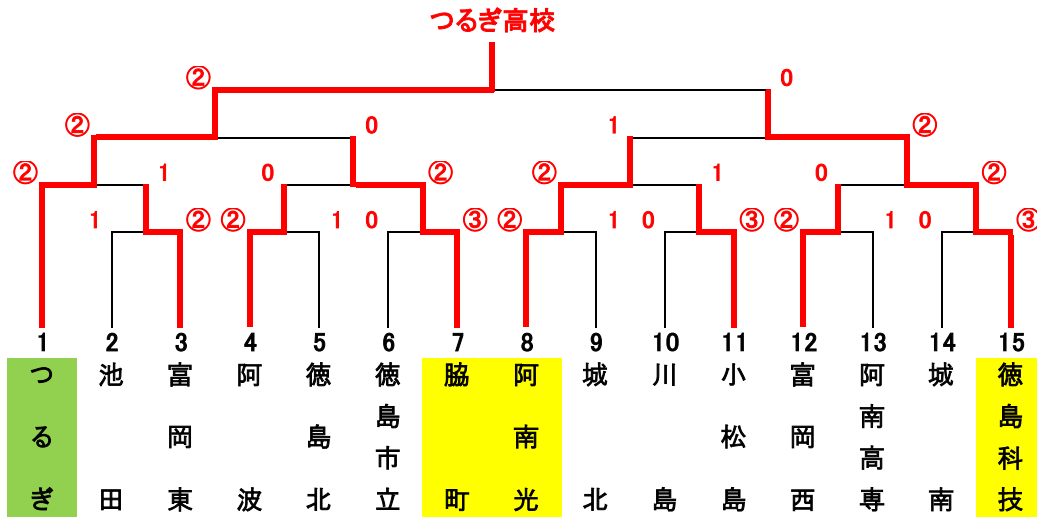 つるぎ高校
② 0
② 0 1 ②
② 1 0 ② ② 1 0 ②
1 ② ② 1 0 ③ ② 1 0 ③ ② 1 0 ③
1 2 3 4 5 6 7 8 9 10 11 12 13 14 15
つるぎ
池田
富岡東
阿波
徳島北
徳島市立
脇町
阿南光
城北
川島
小松島
富岡西
阿南高専
城南
徳島科技